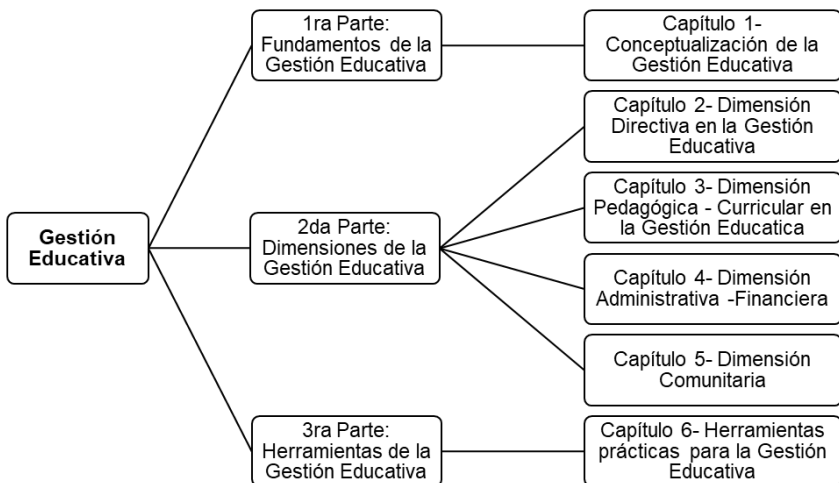 Gestión
Educativa
1ra Parte:
Fundamentos de la
Gestión Educativa
Capítulo 1-
Conceptualización de la
Gestión Educativa
2da Parte:
Dimensiones de la
Gestión Educativa
Capítulo 2- Dimensión
Directiva en la Gestión
Educativa
Capítulo 3- Dimensión
Pedagógica - Curricular en
la Gestión Educatica
Capítulo 4- Dimensión
Administrativa -Financiera
Capítulo 5- Dimensión
Comunitaria
3ra Parte:
Herramientas de la
Gestión Educativa
Capítulo 6- Herramientas
prácticas para la Gestión
Educativa